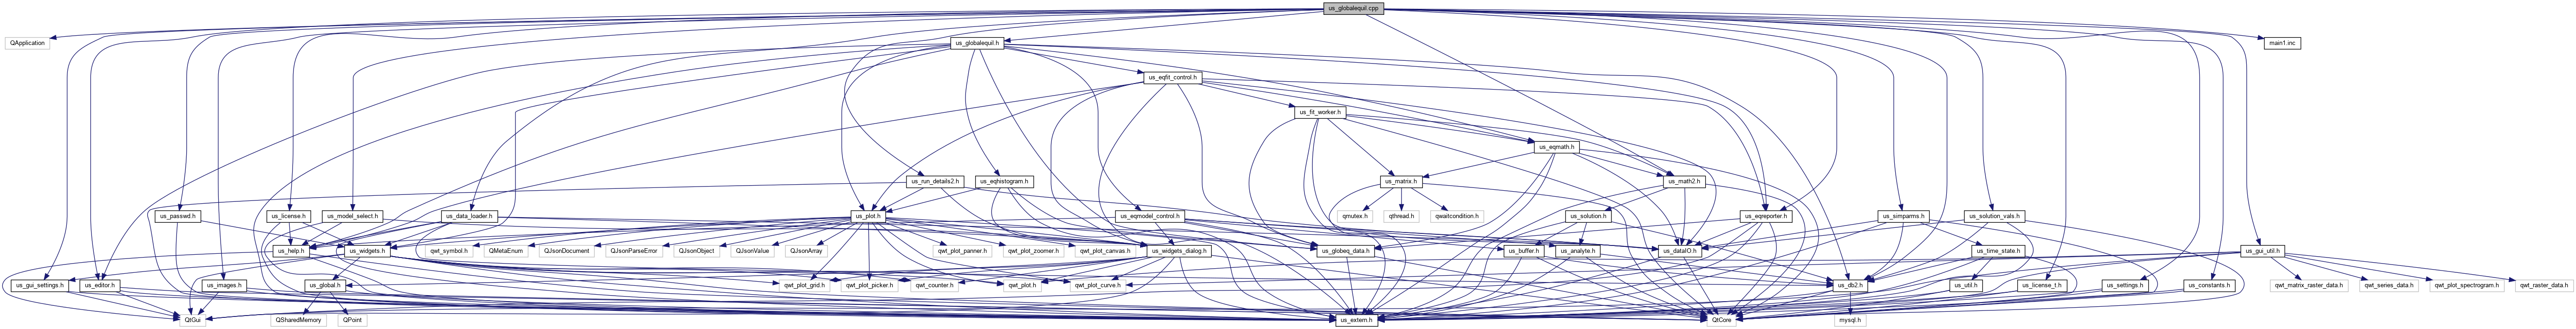 us_globalequil.cpp
QApplication
us_globalequil.h
main1.inc
us_eqfit_control.h
us_fit_worker.h
us_eqmath.h
us_run_details2.h
us_eqhistogram.h
us_matrix.h
us_math2.h
us_passwd.h
us_license.h
us_model_select.h
us_data_loader.h
us_plot.h
us_eqmodel_control.h
qmutex.h
qthread.h
qwaitcondition.h
us_solution.h
us_eqreporter.h
us_simparms.h
us_solution_vals.h
us_help.h
us_widgets.h
qwt_symbol.h
QMetaEnum
QJsonDocument
QJsonParseError
QJsonObject
QJsonValue
QJsonArray
qwt_plot_panner.h
qwt_plot_zoomer.h
qwt_plot_canvas.h
us_widgets_dialog.h
us_globeq_data.h
us_buffer.h
us_analyte.h
us_dataIO.h
us_time_state.h
us_gui_util.h
us_gui_settings.h
us_editor.h
us_images.h
us_global.h
qwt_plot_grid.h
qwt_plot_picker.h
qwt_counter.h
qwt_plot.h
qwt_plot_curve.h
us_db2.h
us_util.h
us_license_t.h
us_settings.h
us_constants.h
qwt_matrix_raster_data.h
qwt_series_data.h
qwt_plot_spectrogram.h
qwt_raster_data.h
QtGui
QSharedMemory
QPoint
us_extern.h
QtCore
mysql.h